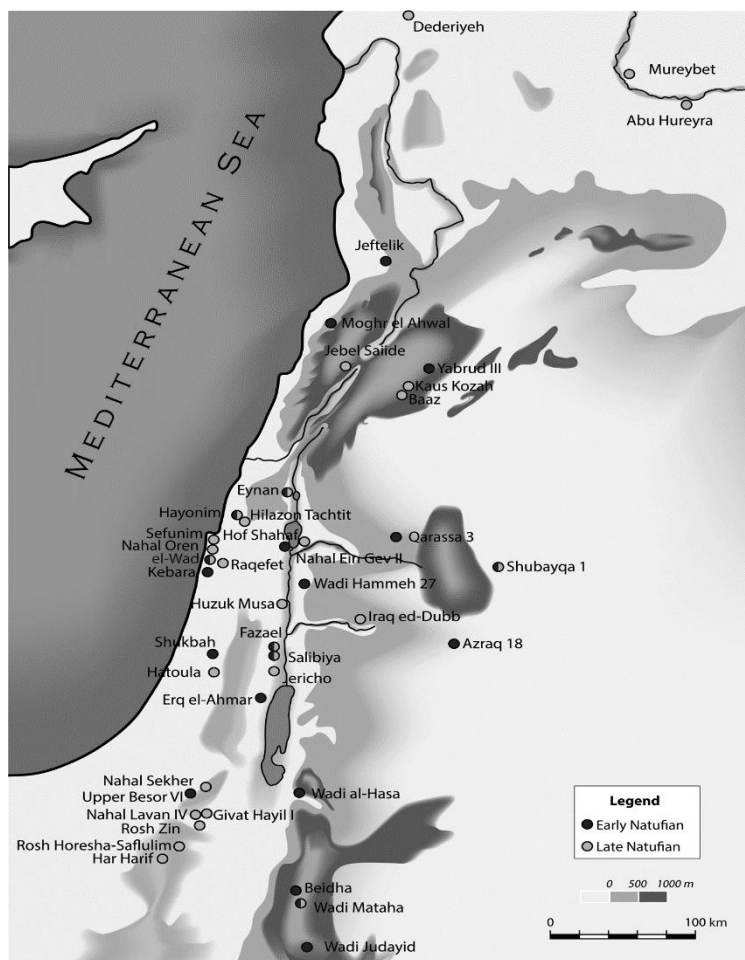 Dederiyeh
Mureybet
Abu Hureyra
MEDITERRANEAN SEA
Jeftelik
Moghr el Ahwal
Jebel Saiide
Yabrud III
Kaus Kozah
Baaz
Eynan
Hayonim
Hilazon Tachtit
Sefunim
Hof Shahaf
Nahal Oren
el-Wad
Kebara
Raqefet
Nahal Ein Gev II
Qarassa 3
Shubayqa 1
Wadi Hammeh 27
Huzuk Musa
Iraq ed-Dubb
Fazael
Shukbah
Salibiya
Azraq 18
Hatoula
Jericho
Erq el-Ahmar
Nahal Sekher
Upper Besor VI
Wadi al-Hasa
Nahal Lavan IV
Givat Hayil I
Rosh Zin
Rosh Horesha-Saflulim
Har Harif
Beidha
Wadi Mataha
Wadi Judayid
Legend
Early Natufian
Late Natufian
0 500 1000 m
0 100 km